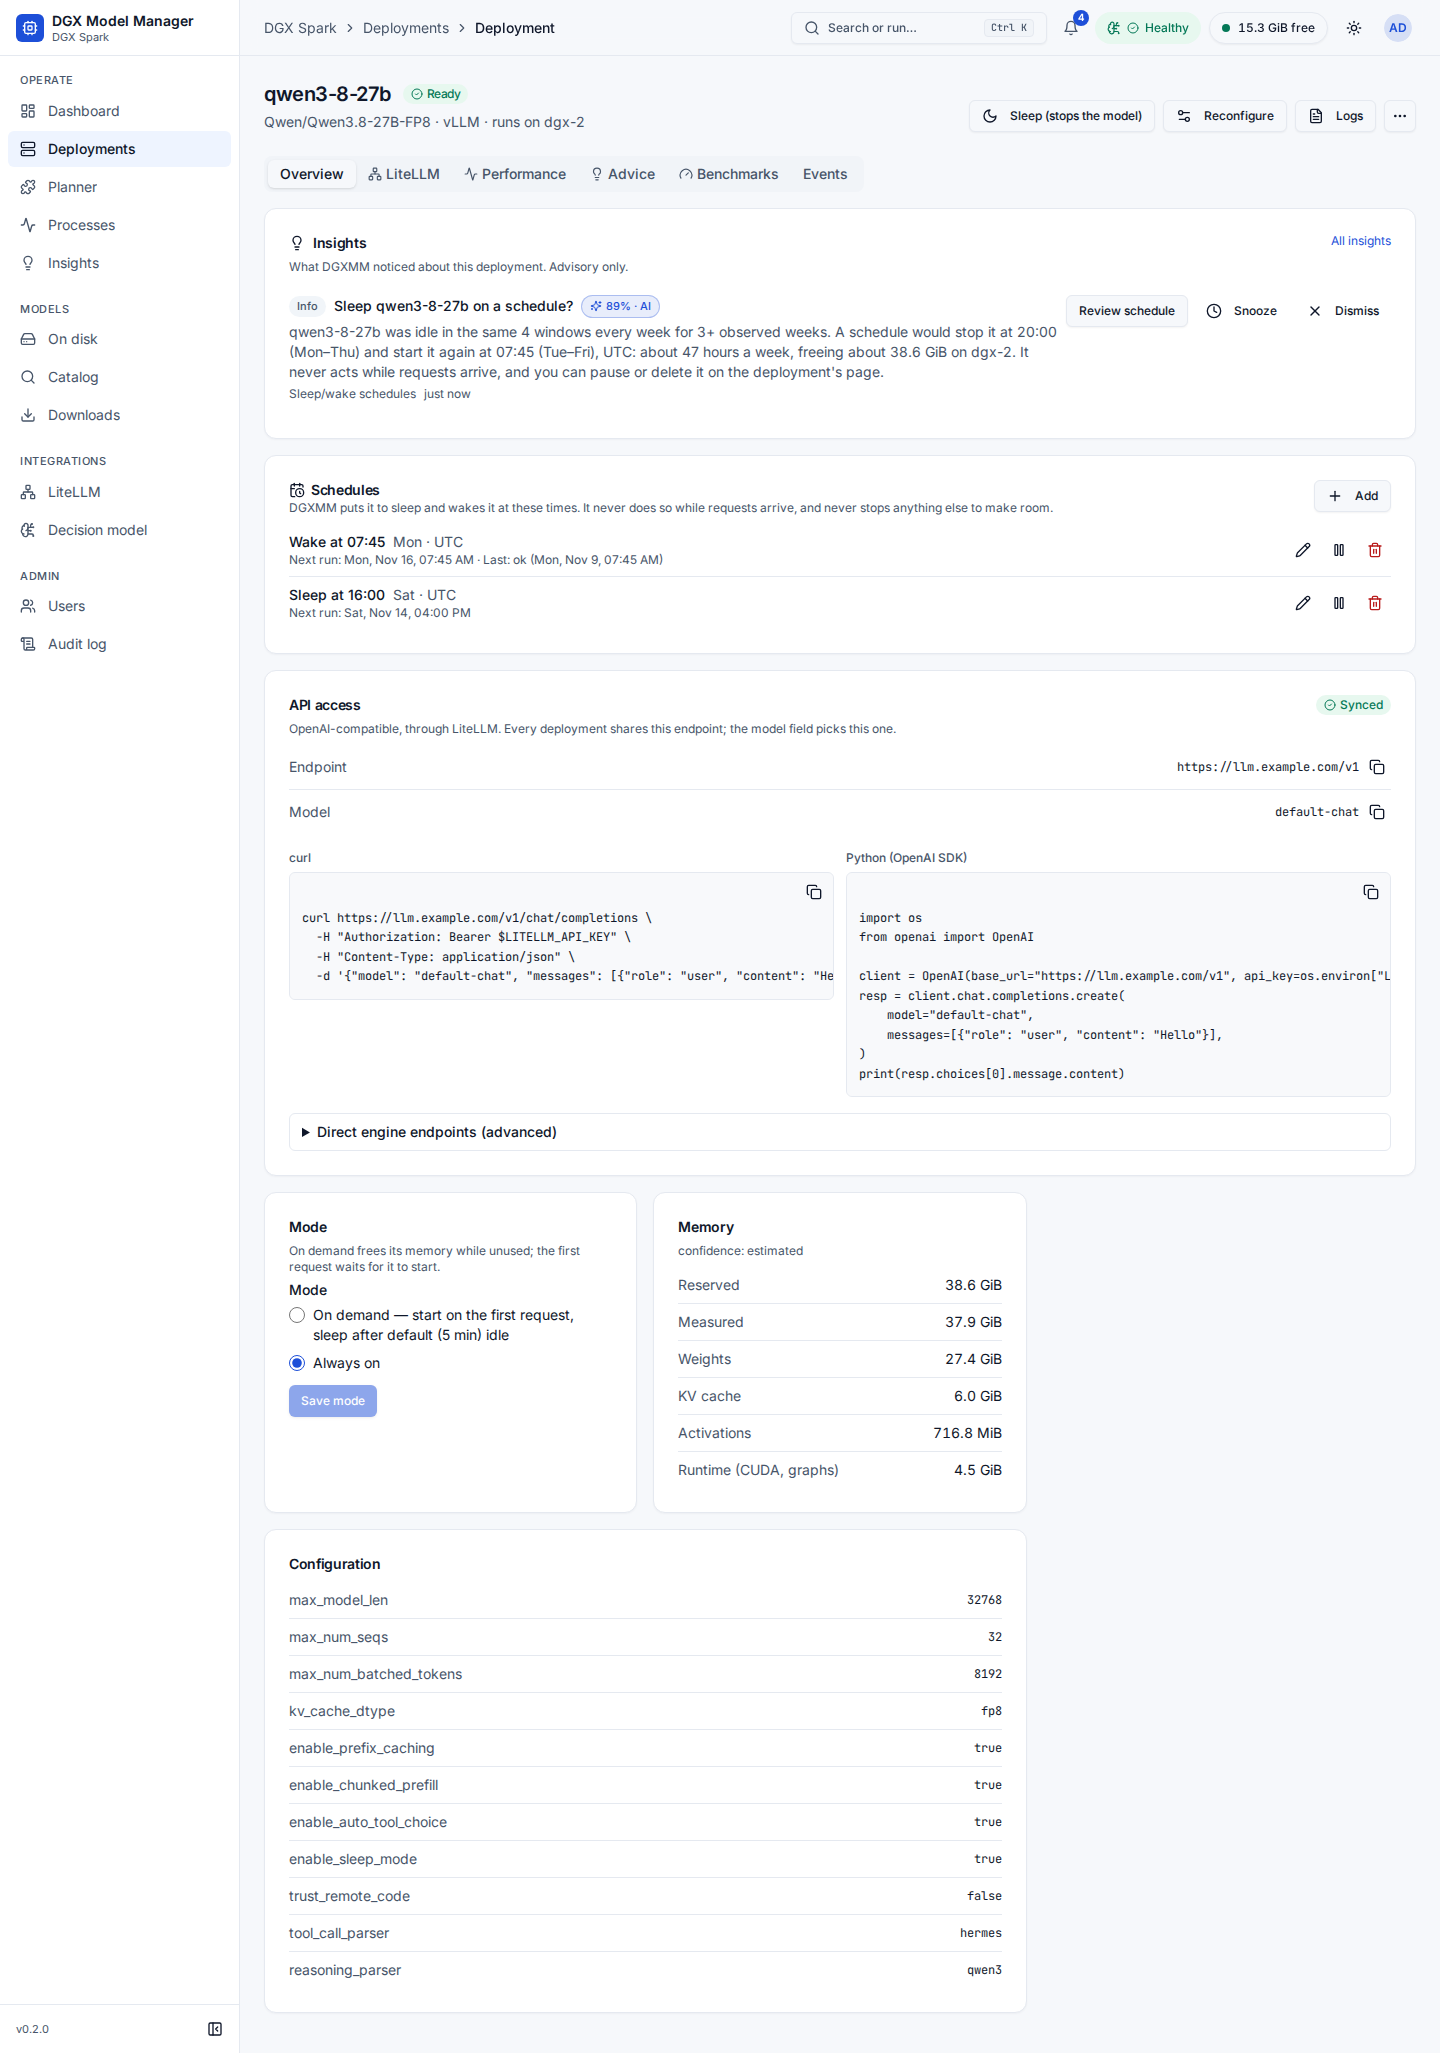 DGX Model Manager
DGX Spark
OPERATE
Dashboard
Deployments
Planner
Processes
Insights
MODELS
On disk
Catalog
Downloads
INTEGRATIONS
LiteLLM
Decision model
ADMIN
Users
Audit log
v0.2.0
DGX Spark > Deployments > Deployment
Search or run... Ctrl K
4
Healthy
15.3 GiB free
AD
qwen3-8-27b Ready
Qwen/Qwen3.8-27B-FP8 · vLLM · runs on dgx-2
Sleep (stops the model)
Reconfigure
Logs
Overview LiteLLM Performance Advice Benchmarks Events
Insights
All insights
What DGXMM noticed about this deployment. Advisory only.
Info Sleep qwen3-8-27b on a schedule? 89% · AI
Review schedule Snooze Dismiss
qwen3-8-27b was idle in the same 4 windows every week for 3+ observed weeks. A schedule would stop it at 20:00
(Mon–Thu) and start it again at 07:45 (Tue–Fri), UTC: about 47 hours a week, freeing about 38.6 GiB on dgx-2. It
never acts while requests arrive, and you can pause or delete it on the deployment's page.
Sleep/wake schedules just now
Schedules
Add
DGXMM puts it to sleep and wakes it at these times. It never does so while requests arrive, and never stops anything else to make room.
Wake at 07:45 Mon · UTC
Next run: Mon, Nov 16, 07:45 AM · Last: ok (Mon, Nov 9, 07:45 AM)
Sleep at 16:00 Sat · UTC
Next run: Sat, Nov 14, 04:00 PM
API access
Synced
OpenAI-compatible, through LiteLLM. Every deployment shares this endpoint; the model field picks this one.
Endpoint https://llm.example.com/v1
Model default-chat
curl
curl https://llm.example.com/v1/chat/completions \
-H "Authorization: Bearer $LITELLM_API_KEY" \
-H "Content-Type: application/json" \
-d '{"model": "default-chat", "messages": [{"role": "user", "content": "He
Python (OpenAI SDK)
import os
from openai import OpenAI
client = OpenAI(base_url="https://llm.example.com/v1", api_key=os.environ["L
resp = client.chat.completions.create(
model="default-chat",
messages=[{"role": "user", "content": "Hello"}],
)
print(resp.choices[0].message.content)
Direct engine endpoints (advanced)
Mode
On demand frees its memory while unused; the first
request waits for it to start.
Mode
On demand — start on the first request,
sleep after default (5 min) idle
Always on
Save mode
Memory
confidence: estimated
Reserved 38.6 GiB
Measured 37.9 GiB
Weights 27.4 GiB
KV cache 6.0 GiB
Activations 716.8 MiB
Runtime (CUDA, graphs) 4.5 GiB
Configuration
max_model_len 32768
max_num_seqs 32
max_num_batched_tokens 8192
kv_cache_dtype fp8
enable_prefix_caching true
enable_chunked_prefill true
enable_auto_tool_choice true
enable_sleep_mode true
trust_remote_code false
tool_call_parser hermes
reasoning_parser qwen3